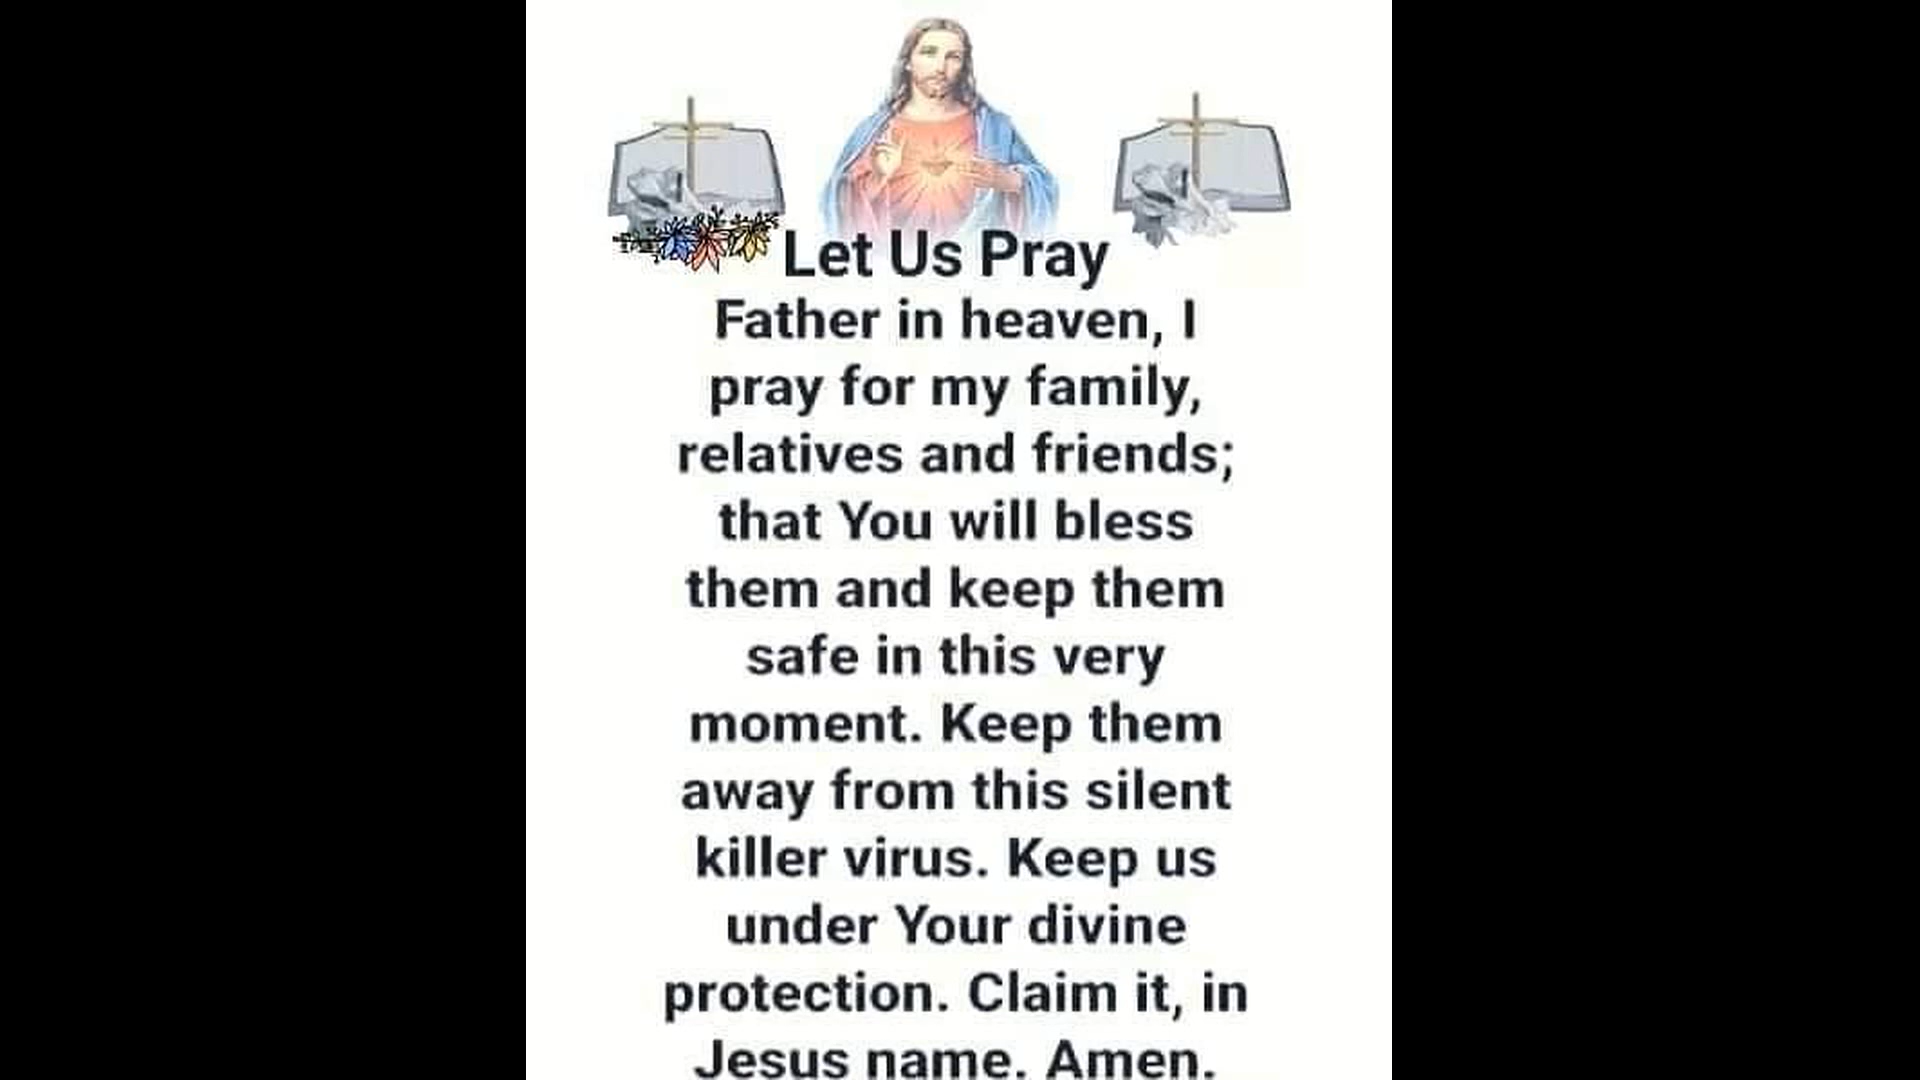 Let Us Pray
Father in heaven, I
pray for my family,
relatives and friends;
that You will bless
them and keep them
safe in this very
moment. Keep them
away from this silent
killer virus. Keep us
under Your divine
protection. Claim it, in
Jesus name. Amen.